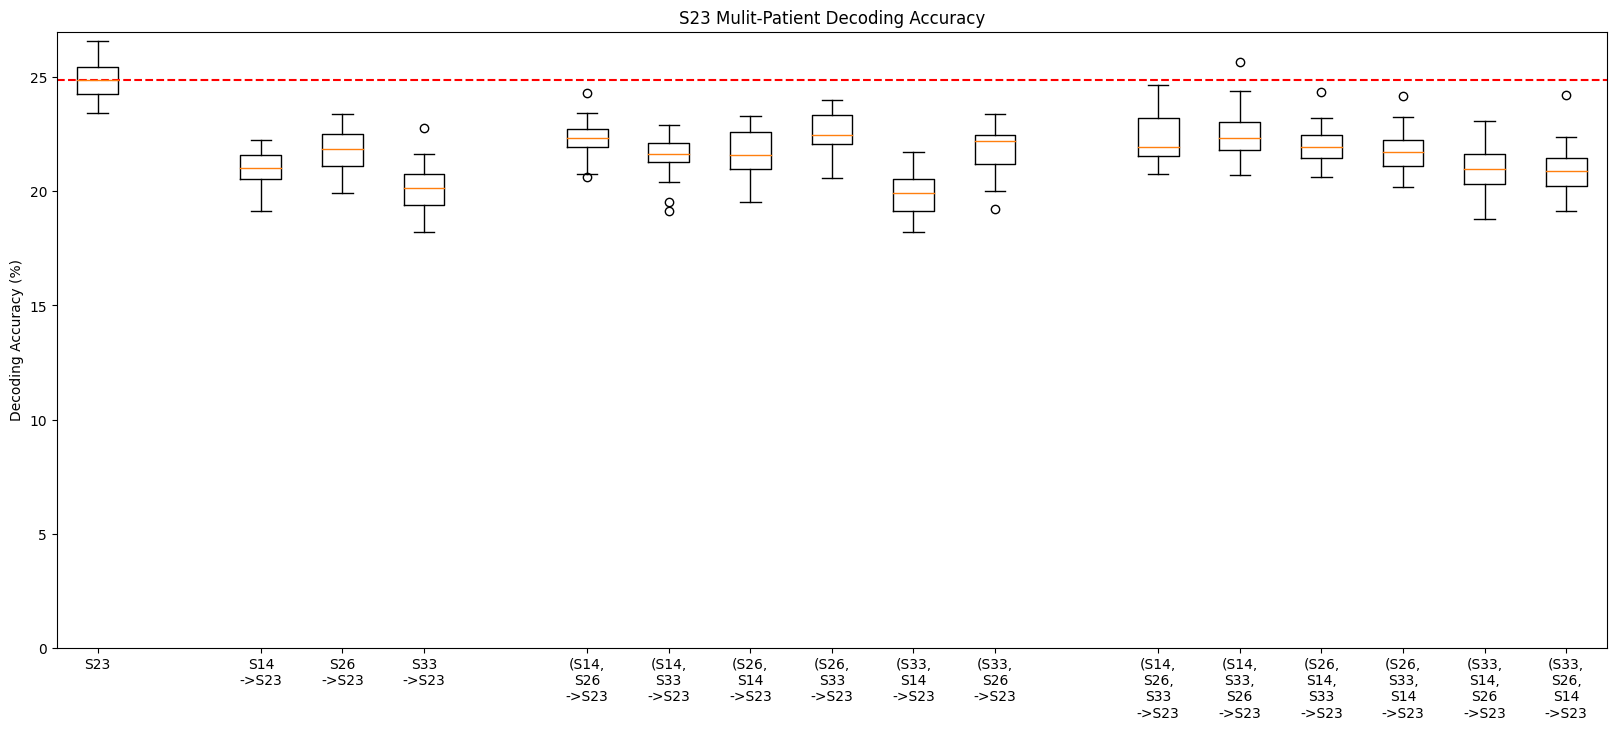 S23 Mulit-Patient Decoding Accuracy
Decoding Accuracy (%)
25
20
15
10
5
0
S23
S14
->S23
S26
->S23
S33
->S23
(S14,
S26
->S23
(S14,
S33
->S23
(S26,
S14
->S23
(S26,
S33
->S23
(S33,
S14
->S23
(S33,
S26
->S23
(S14,
S26,
S33
->S23
(S14,
S33,
S26
->S23
(S26,
S14,
S33
->S23
(S26,
S33,
S14
->S23
(S33,
S14,
S26
->S23
(S33,
S26,
S14
->S23